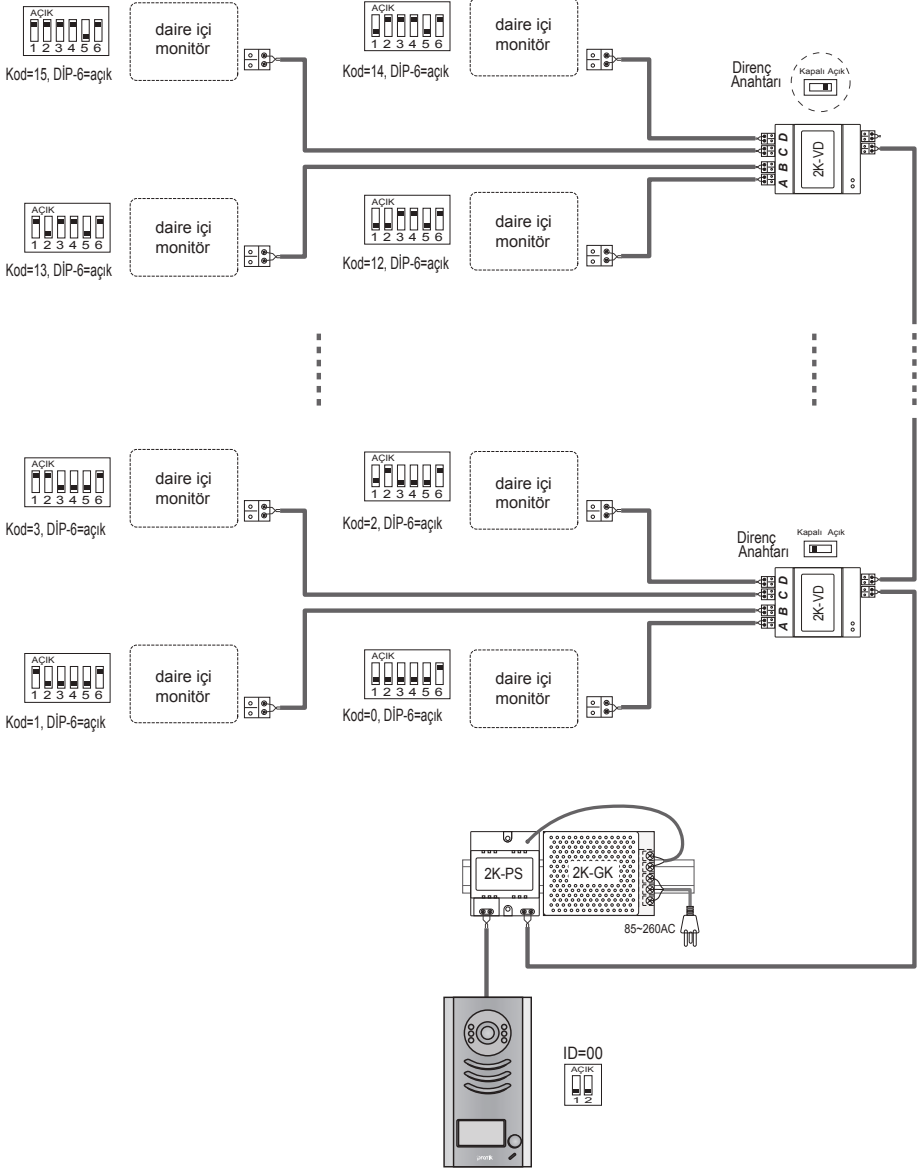 AÇIK
1 2 3 4 5 6
Kod=15, DİP-6=açık
daire içi
monitör
AÇIK
1 2 3 4 5 6
Kod=14, DİP-6=açık
daire içi
monitör
Direnç
Anahtarı
Kapalı Açık
D
C
B
A
2K-VD
AÇIK
1 2 3 4 5 6
Kod=13, DİP-6=açık
daire içi
monitör
AÇIK
1 2 3 4 5 6
Kod=12, DİP-6=açık
daire içi
monitör
AÇIK
1 2 3 4 5 6
Kod=3, DİP-6=açık
daire içi
monitör
AÇIK
1 2 3 4 5 6
Kod=2, DİP-6=açık
daire içi
monitör
Direnç
Anahtarı
Kapalı Açık
D
C
B
A
2K-VD
AÇIK
1 2 3 4 5 6
Kod=1, DİP-6=açık
daire içi
monitör
AÇIK
1 2 3 4 5 6
Kod=0, DİP-6=açık
daire içi
monitör
2K-PS
2K-GK
85~260AC
ID=00
AÇIK
1 2